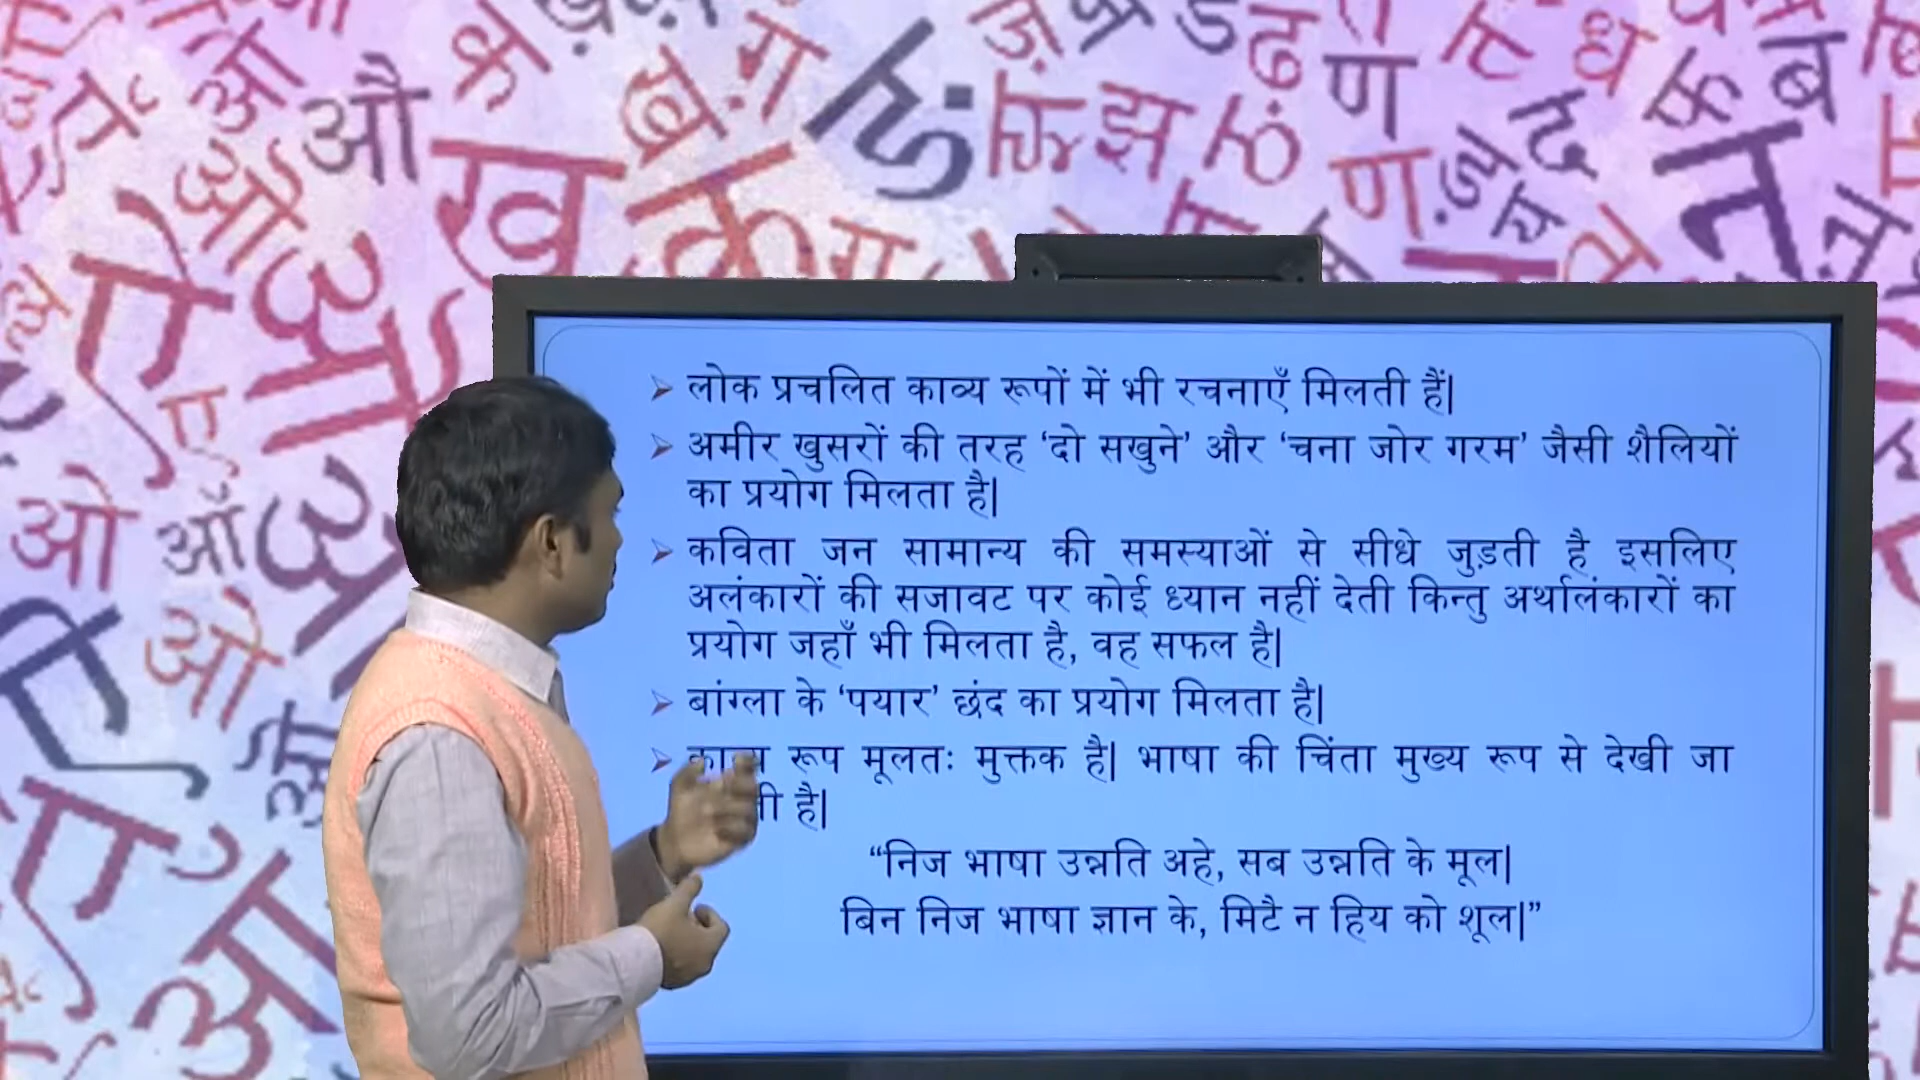 लोक प्रचलित काव्य रूपों में भी रचनाएँ मिलती हैं|
अमीर खुसरों की तरह ‘दो सखुने’ और ‘चना जोर गरम’ जैसी शैलियों
का प्रयोग मिलता है|
कविता जन सामान्य की समस्याओं से सीधे जुड़ती है इसलिए
अलंकारों की सजावट पर कोई ध्यान नहीं देती किन्तु अर्थालंकारों का
प्रयोग जहाँ भी मिलता है, वह सफल है|
बांग्ला के ‘पयार’ छंद का प्रयोग मिलता है|
रूप मूलतः मुक्तक है| भाषा की चिंता मुख्य रूप से देखी जा
है|
“निज भाषा उन्नति अहे, सब उन्नति के मूल|
बिन निज भाषा ज्ञान के, मिटै न हिय को शूल|”